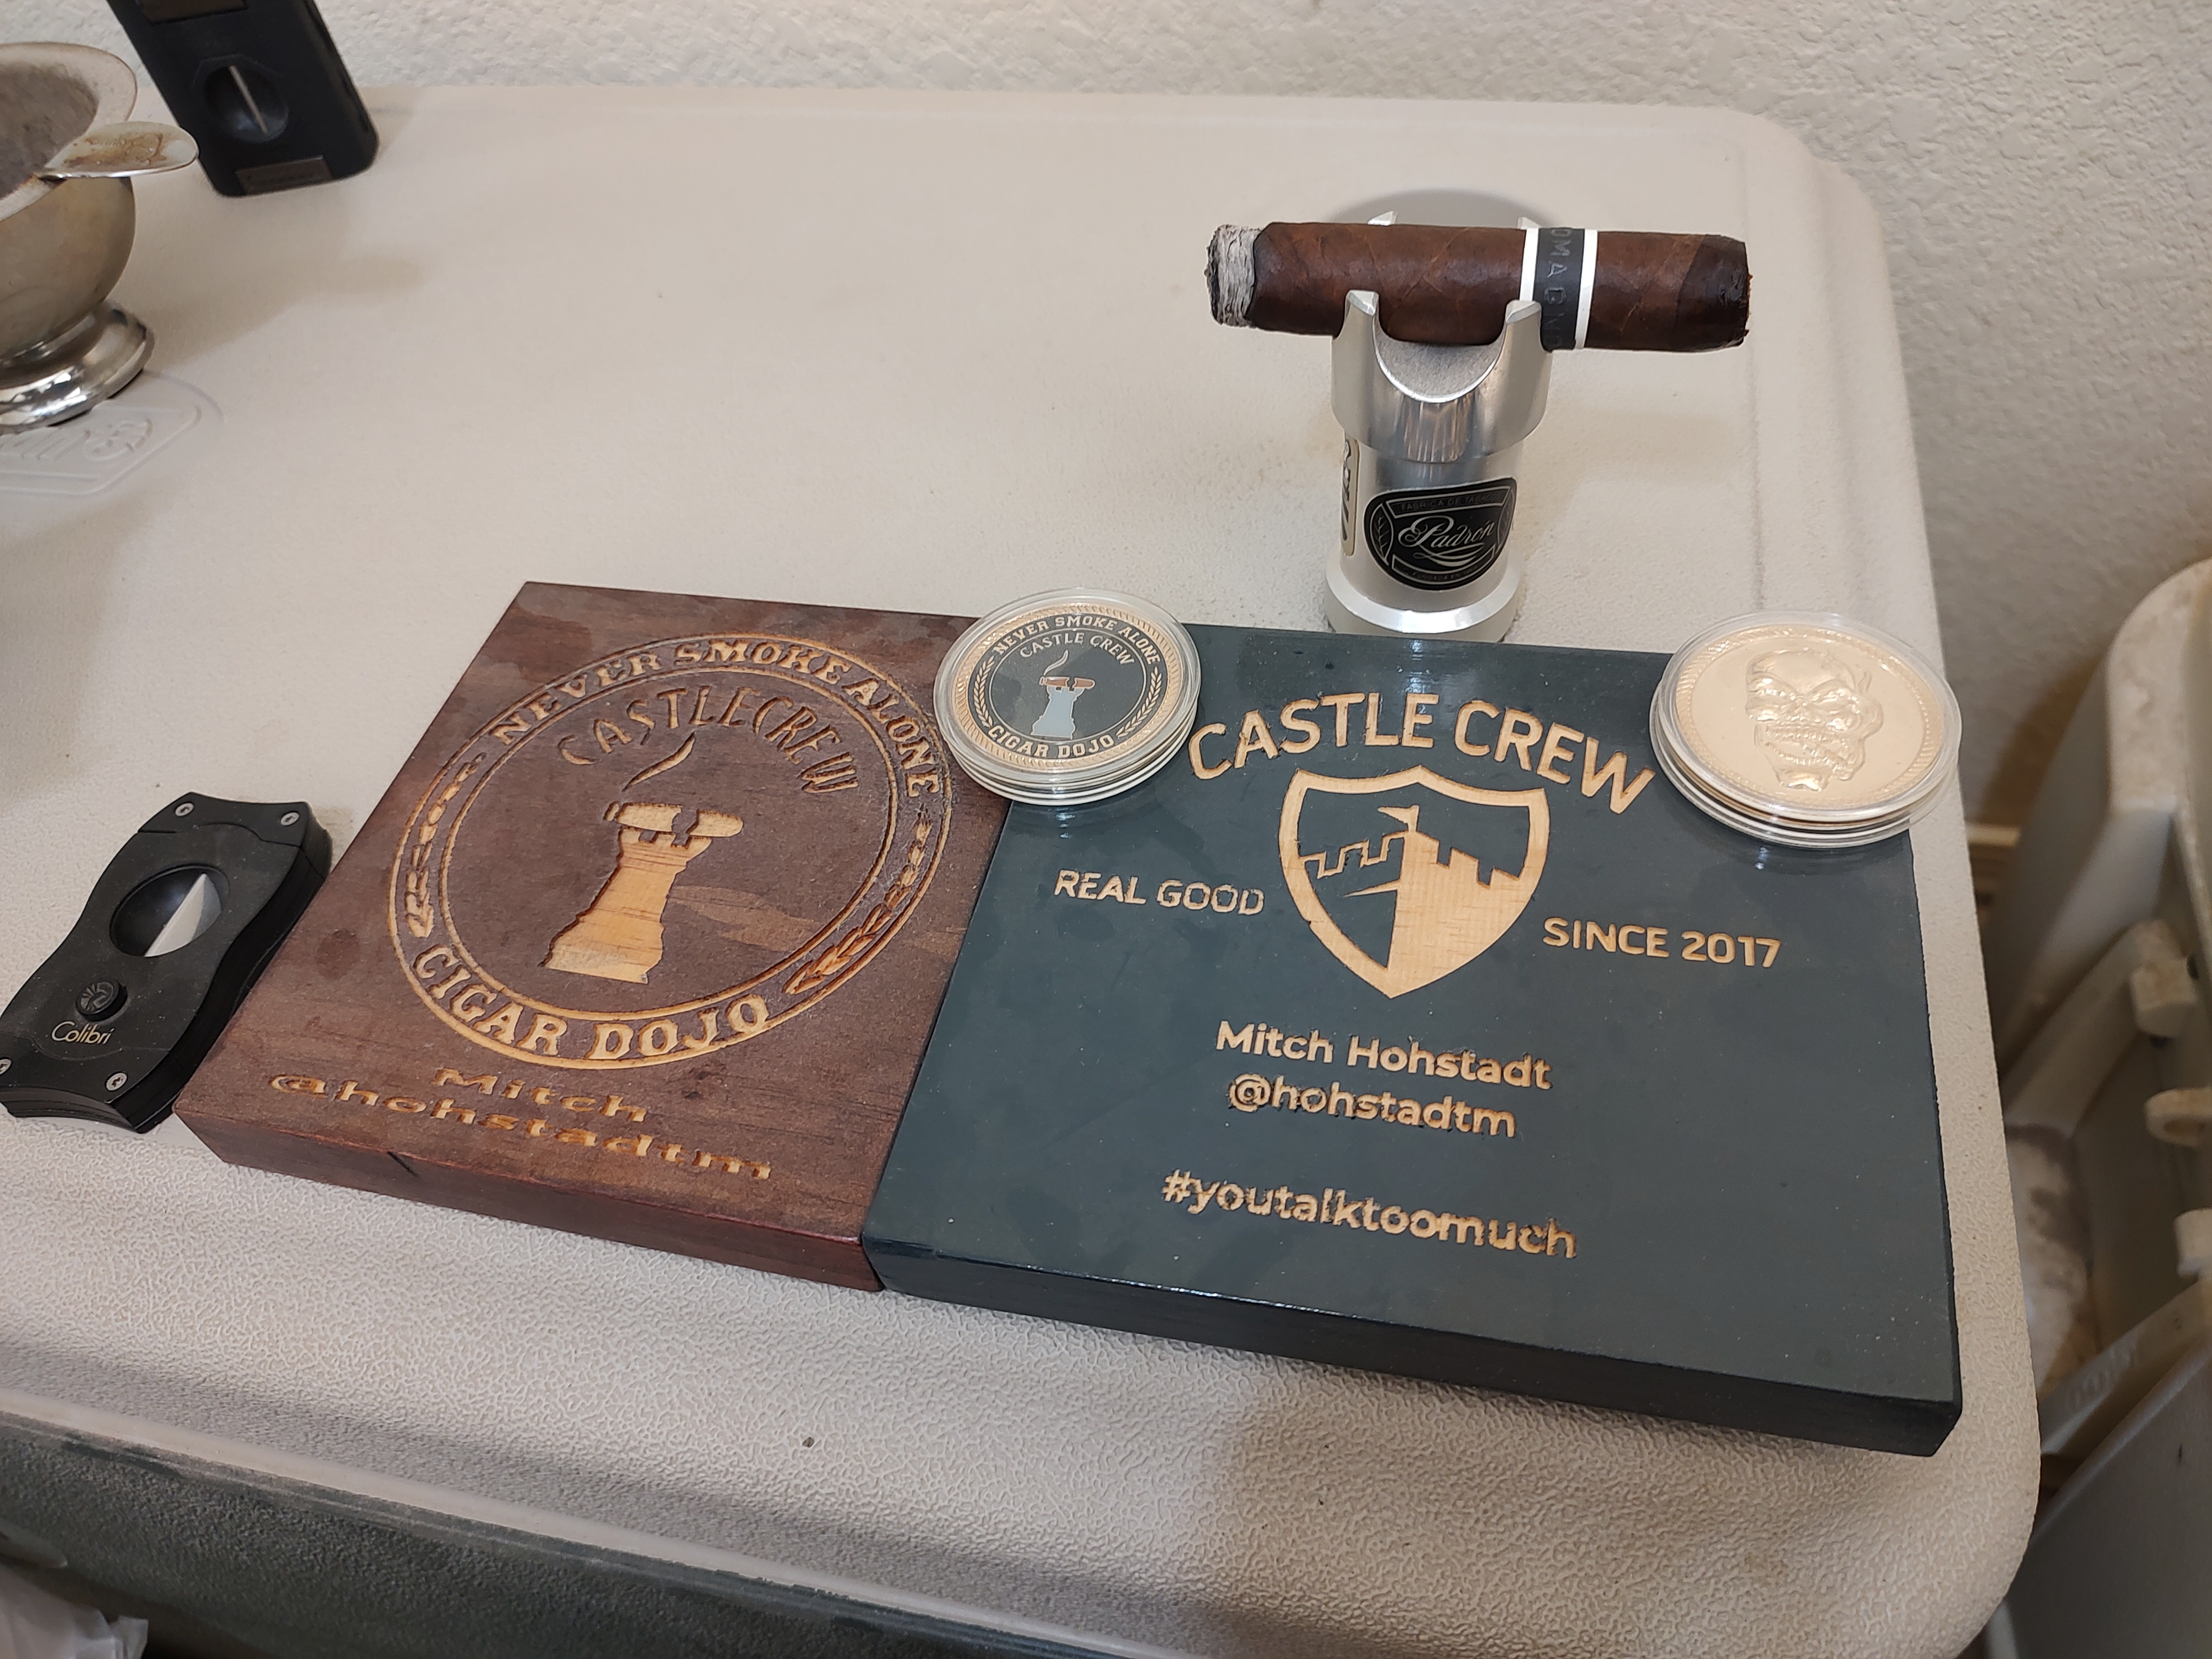 Padrón
NEVER SMOKE ALONE
CASTLE CREW
CIGAR DOJO
Mitch
@hohstadtm
NEVER SMOKE ALONE
CASTLE CREW
CIGAR DOJO
CASTLE CREW
REAL GOOD
SINCE 2017
Mitch Hohstadt
@hohstadtm
#youtalktoomuch
Colibri